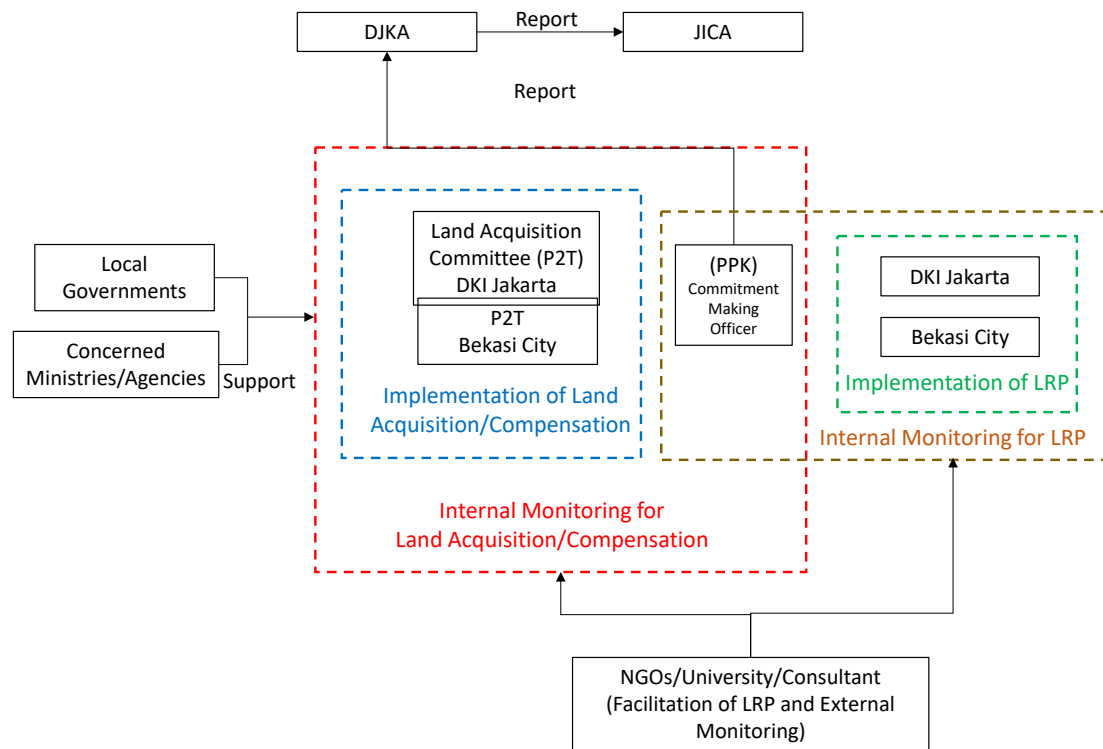 DJKA
Report
JICA
Report
Land Acquisition
Committee (P2T)
DKI Jakarta
P2T
Bekasi City
Implementation of Land
Acquisition/Compensation
Internal Monitoring for
Land Acquisition/Compensation
Local
Governments
Concerned
Ministries/Agencies
Support
(PPK)
Commitment
Making
Officer
DKI Jakarta
Bekasi City
Implementation of LRP
Internal Monitoring for LRP
NGOs/University/Consultant
(Facilitation of LRP and External
Monitoring)